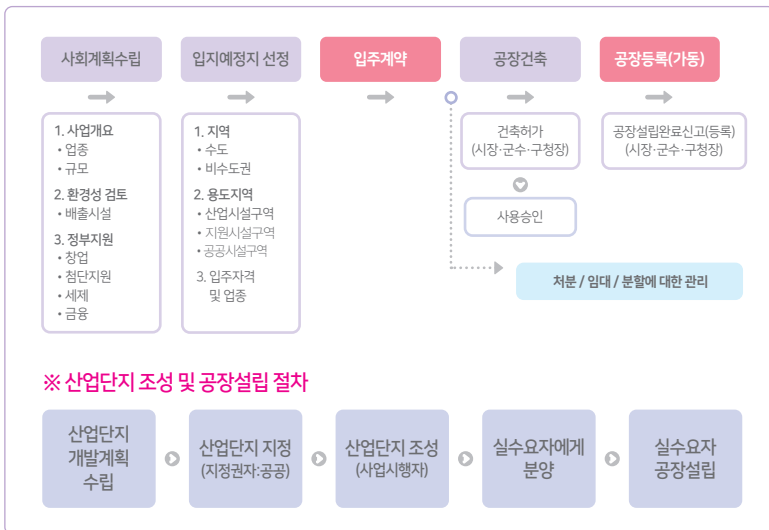 사회계획수립
입지예정지 선정
입주계약
공장건축
공장등록(가동)
1. 사업개요
• 업종
• 규모
2. 환경성 검토
• 배출시설
3. 정부지원
• 창업
• 첨단지원
• 세제
• 금융
1. 지역
• 수도
• 비수도권
2. 용도지역
• 산업시설구역
• 지원시설구역
• 공공시설구역
3. 입주자격
및 업종
건축허가
(시장·군수·구청장)
사용승인
공장설립완료신고(등록)
(시장·군수·구청장)
처분 / 임대 / 분할에 대한 관리
※ 산업단지 조성 및 공장설립 절차
산업단지
개발계획
수립
산업단지 지정
(지정권자:공공)
산업단지 조성
(사업시행자)
실수요자에게
분양
실수요자
공장설립